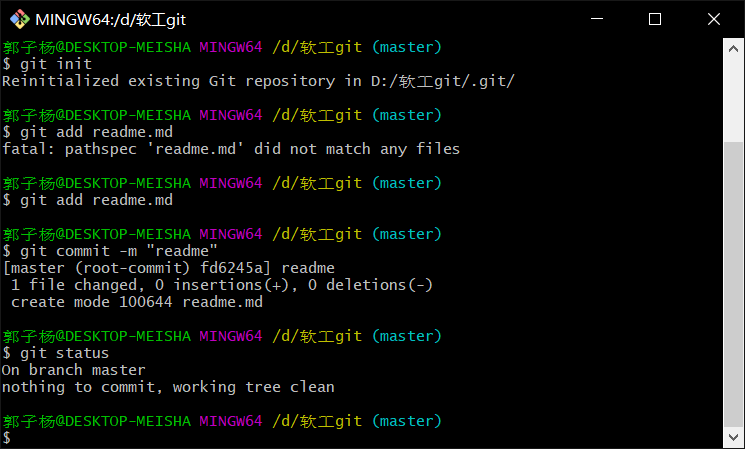 MINGW64:/d/软工git
郭子杨@DESKTOP-MEISHA MINGW64 /d/软工git (master)
$ git init
Reinitialized existing Git repository in D:/软工git/.git/
郭子杨@DESKTOP-MEISHA MINGW64 /d/软工git (master)
$ git add readme.md
fatal: pathspec 'readme.md' did not match any files
郭子杨@DESKTOP-MEISHA MINGW64 /d/软工git (master)
$ git add readme.md
郭子杨@DESKTOP-MEISHA MINGW64 /d/软工git (master)
$ git commit -m "readme"
[master (root-commit) fd6245a] readme
 1 file changed, 0 insertions(+), 0 deletions(-)
 create mode 100644 readme.md
郭子杨@DESKTOP-MEISHA MINGW64 /d/软工git (master)
$ git status
On branch master
nothing to commit, working tree clean
郭子杨@DESKTOP-MEISHA MINGW64 /d/软工git (master)
$